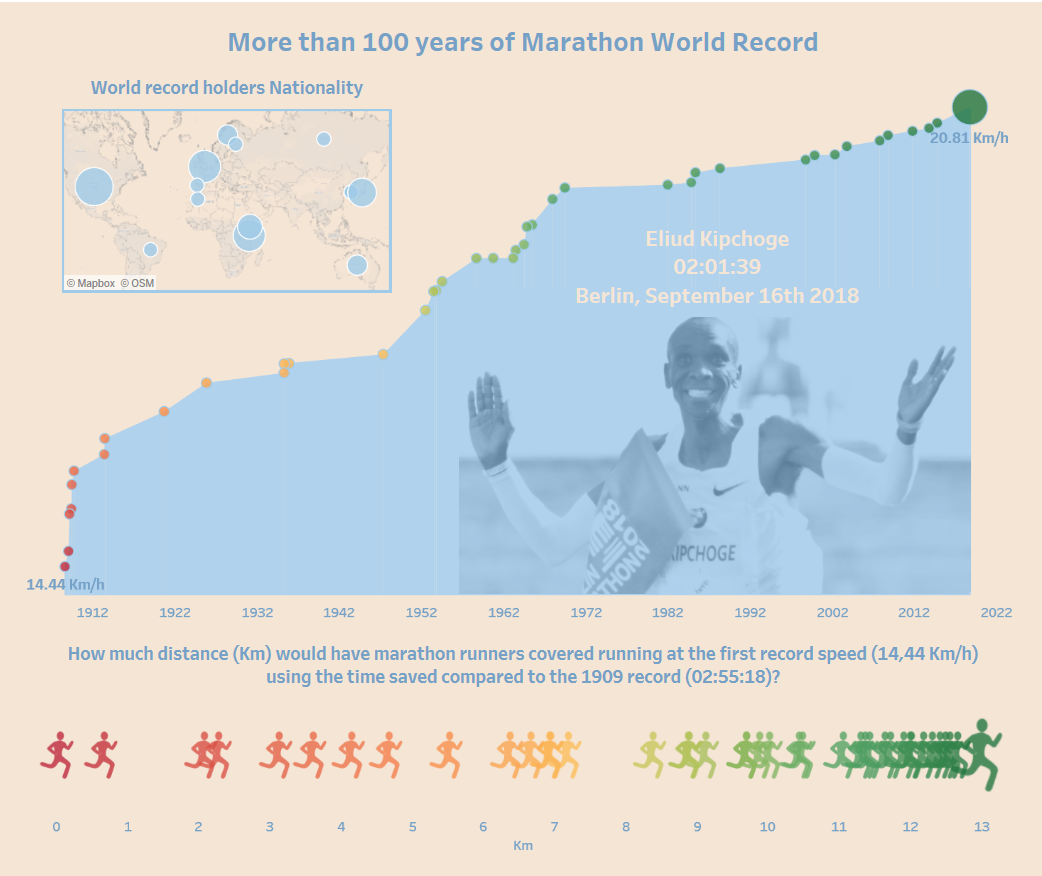 More than 100 years of Marathon World Record
World record holders Nationality
© Mapbox © OSM
20.81 Km/h
Eliud Kipchoge
02:01:39
Berlin, September 16th 2018
KIPCHOGE
14.44 Km/h
1912 1922 1932 1942 1952 1962 1972 1982 1992 2002 2012 2022
How much distance (Km) would have marathon runners covered running at the first record speed (14,44 Km/h)
using the time saved compared to the 1909 record (02:55:18)?
0 1 2 3 4 5 6 7 8 9 10 11 12 13
Km